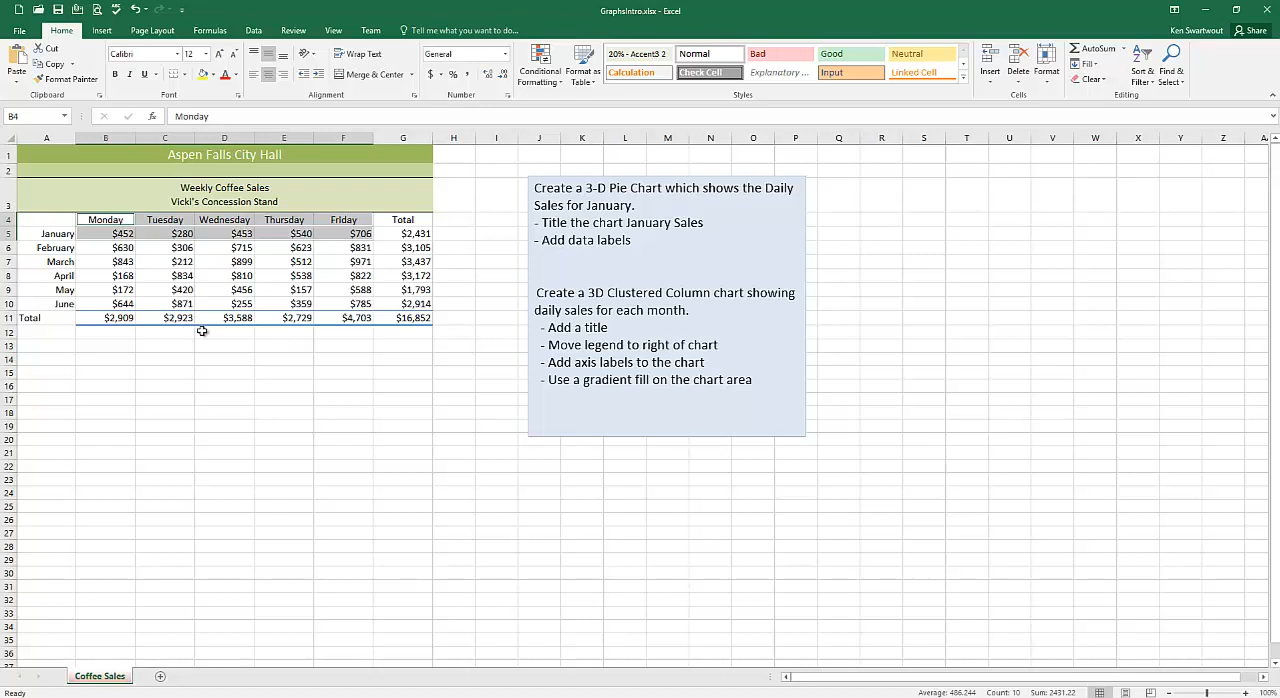 GraphsIntro.xlsx - Excel
File Home Insert Page Layout Formulas Data Review View Team Tell me what you want to do... Ken Swartwout Share
Paste
Cut
Copy
Format Painter
Clipboard
Calibri 12
B I U
Font
Wrap Text
Merge & Center
Alignment
General
$ % ,
Number
Conditional Formatting
Format as Table
20% - Accent3 2 Normal Bad Good Neutral
Calculation Check Cell Explanatory ... Input Linked Cell
Styles
Insert Delete Format
Cells
AutoSum
Fill
Clear
Sort & Filter
Find & Select
Editing
B4 fx Monday
A B C D E F G H I J K L M N O P Q R S T U V W X Y Z
1 Aspen Falls City Hall
2
3 Weekly Coffee Sales
Vicki's Concession Stand
4 Monday Tuesday Wednesday Thursday Friday Total
5 January $452 $280 $453 $540 $706 $2,431
6 February $630 $306 $715 $623 $831 $3,105
7 March $843 $212 $899 $512 $971 $3,437
8 April $168 $834 $810 $538 $822 $3,172
9 May $172 $420 $456 $157 $588 $1,793
10 June $644 $871 $255 $359 $785 $2,914
11 Total $2,909 $2,923 $3,588 $2,729 $4,703 $16,852
12
13
14
15
16
17
18
19
20
21
22
23
24
25
26
27
28
29
30
31
32
33
34
35
36
37
Create a 3-D Pie Chart which shows the Daily
Sales for January.
- Title the chart January Sales
- Add data labels
Create a 3D Clustered Column chart showing
daily sales for each month.
- Add a title
- Move legend to right of chart
- Add axis labels to the chart
- Use a gradient fill on the chart area
Coffee Sales
Ready Average: 486.244 Count: 10 Sum: 2431.22 100%